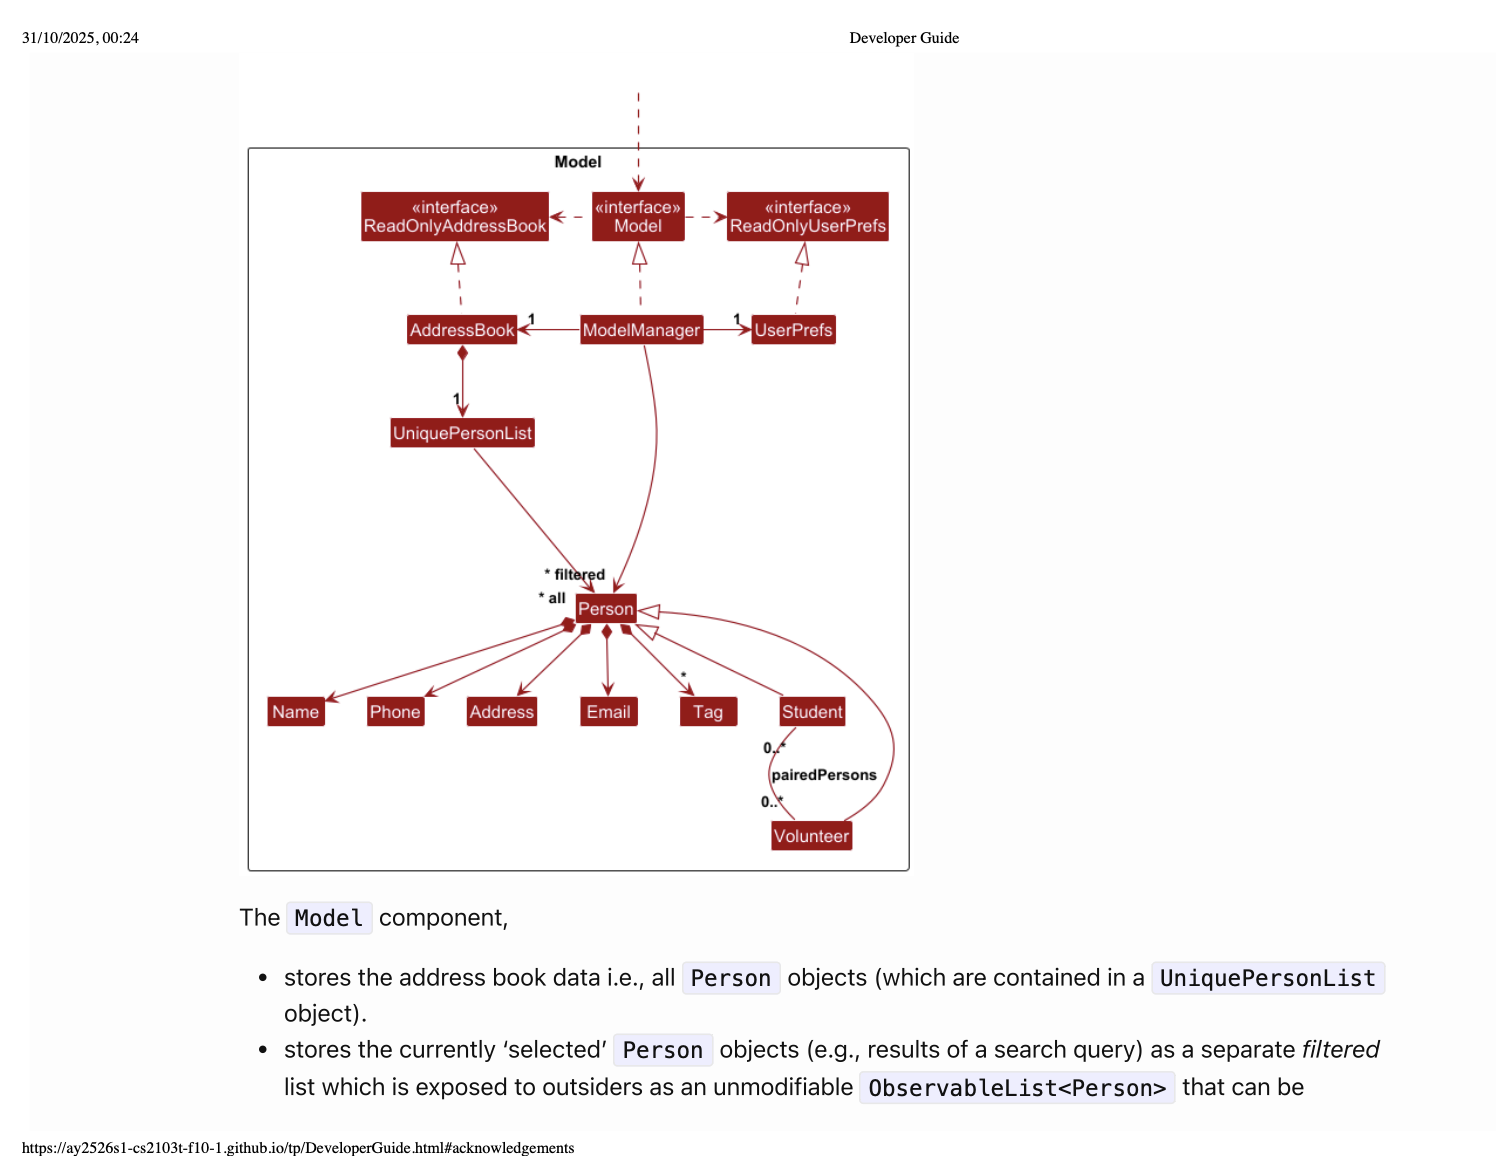 31/10/2025, 00:24
Developer Guide
Model
«interface»
ReadOnlyAddressBook
«interface»
Model
«interface»
ReadOnlyUserPrefs
AddressBook
1
ModelManager
1
UserPrefs
1
UniquePersonList
* filtered
* all
Person
*
Name
Phone
Address
Email
Tag
Student
0..*
pairedPersons
0..*
Volunteer
The Model component,
• stores the address book data i.e., all Person objects (which are contained in a UniquePersonList
object).
• stores the currently ‘selected’ Person objects (e.g., results of a search query) as a separate filtered
list which is exposed to outsiders as an unmodifiable ObservableList<Person> that can be
https://ay2526s1-cs2103t-f10-1.github.io/tp/DeveloperGuide.html#acknowledgements